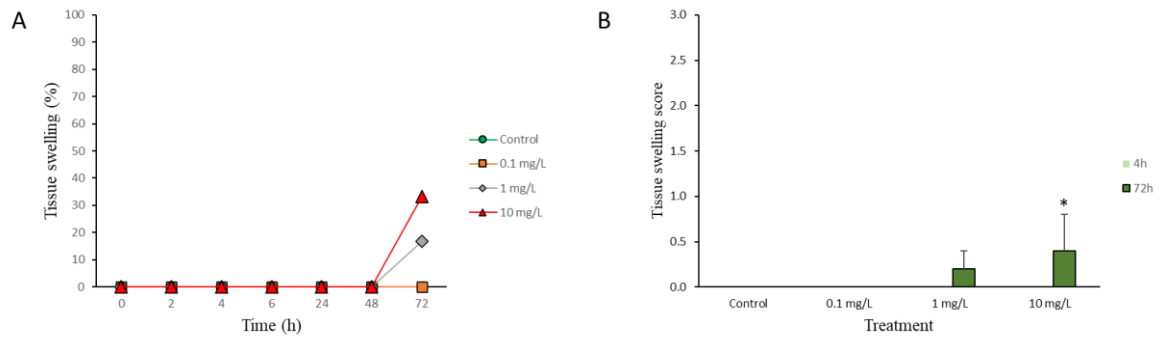 A
100
90
80
70
60
50
40
30
20
10
0
Tissue swelling (%)
0 2 4 6 24 48 72
Time (h)
Control
0.1 mg/L
1 mg/L
10 mg/L
B
3.0
2.5
2.0
1.5
1.0
0.5
0.0
Tissue swelling score
*
Control 0.1 mg/L 1 mg/L 10 mg/L
Treatment
4h
72h